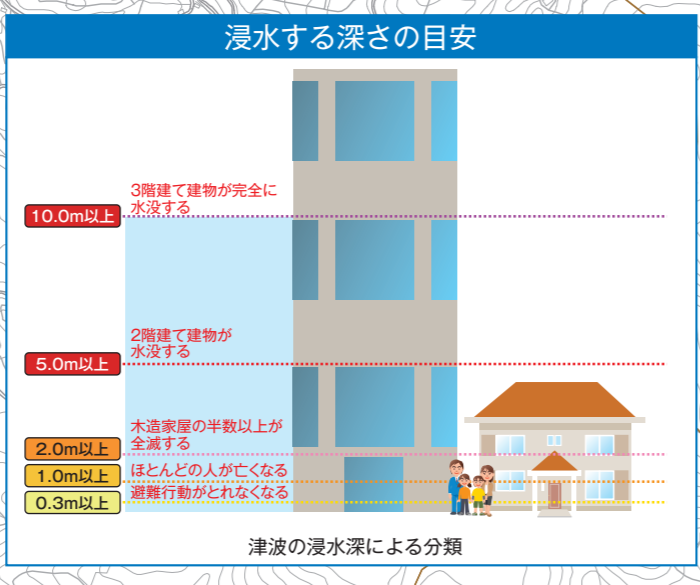 浸水する深さの目安
3階建て建物が完全に
水没する
10.0m以上
2階建て建物が
水没する
5.0m以上
木造家屋の半数以上が
全滅する
2.0m以上
ほとんどの人が亡くなる
1.0m以上
避難行動がとれなくなる
0.3m以上
津波の浸水深による分類